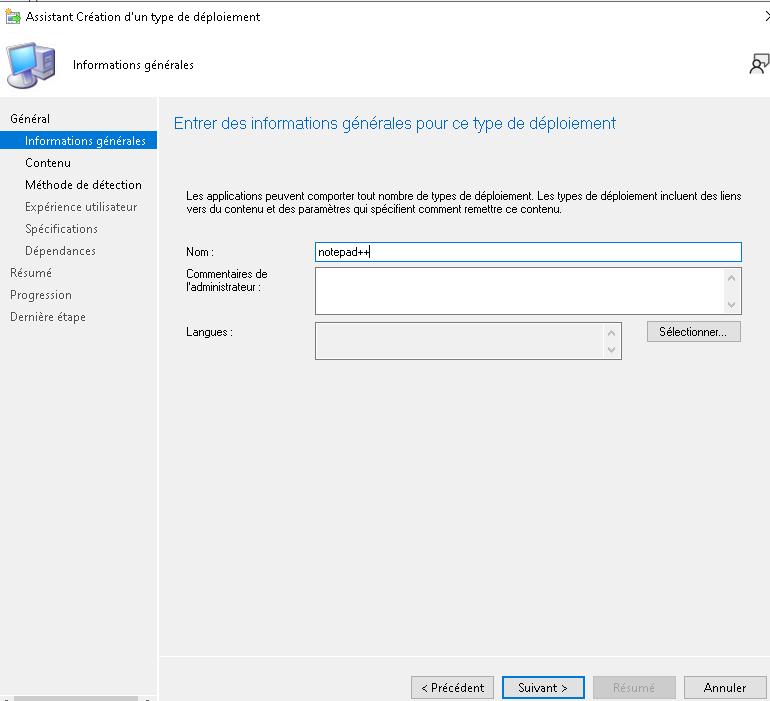 Assistant Création d'un type de déploiement
Informations générales
Général
Informations générales
Contenu
Méthode de détection
Expérience utilisateur
Spécifications
Dépendances
Résumé
Progression
Dernière étape
Entrer des informations générales pour ce type de déploiement
Les applications peuvent comporter tout nombre de types de déploiement. Les types de déploiement incluent des liens
vers du contenu et des paramètres qui spécifient comment remettre ce contenu.
Nom :
notepad++
Commentaires de
l'administrateur :
Langues :
Sélectionner...
< Précédent
Suivant >
Résumé
Annuler